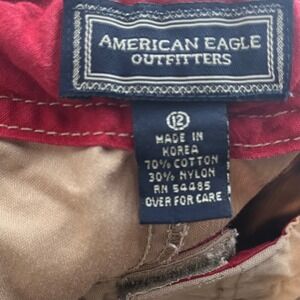 AMERICAN EAGLE
OUTFITTERS
12
MADE IN
KOREA
70% COTTON
30% NYLON
RN 54485
OVER FOR CARE